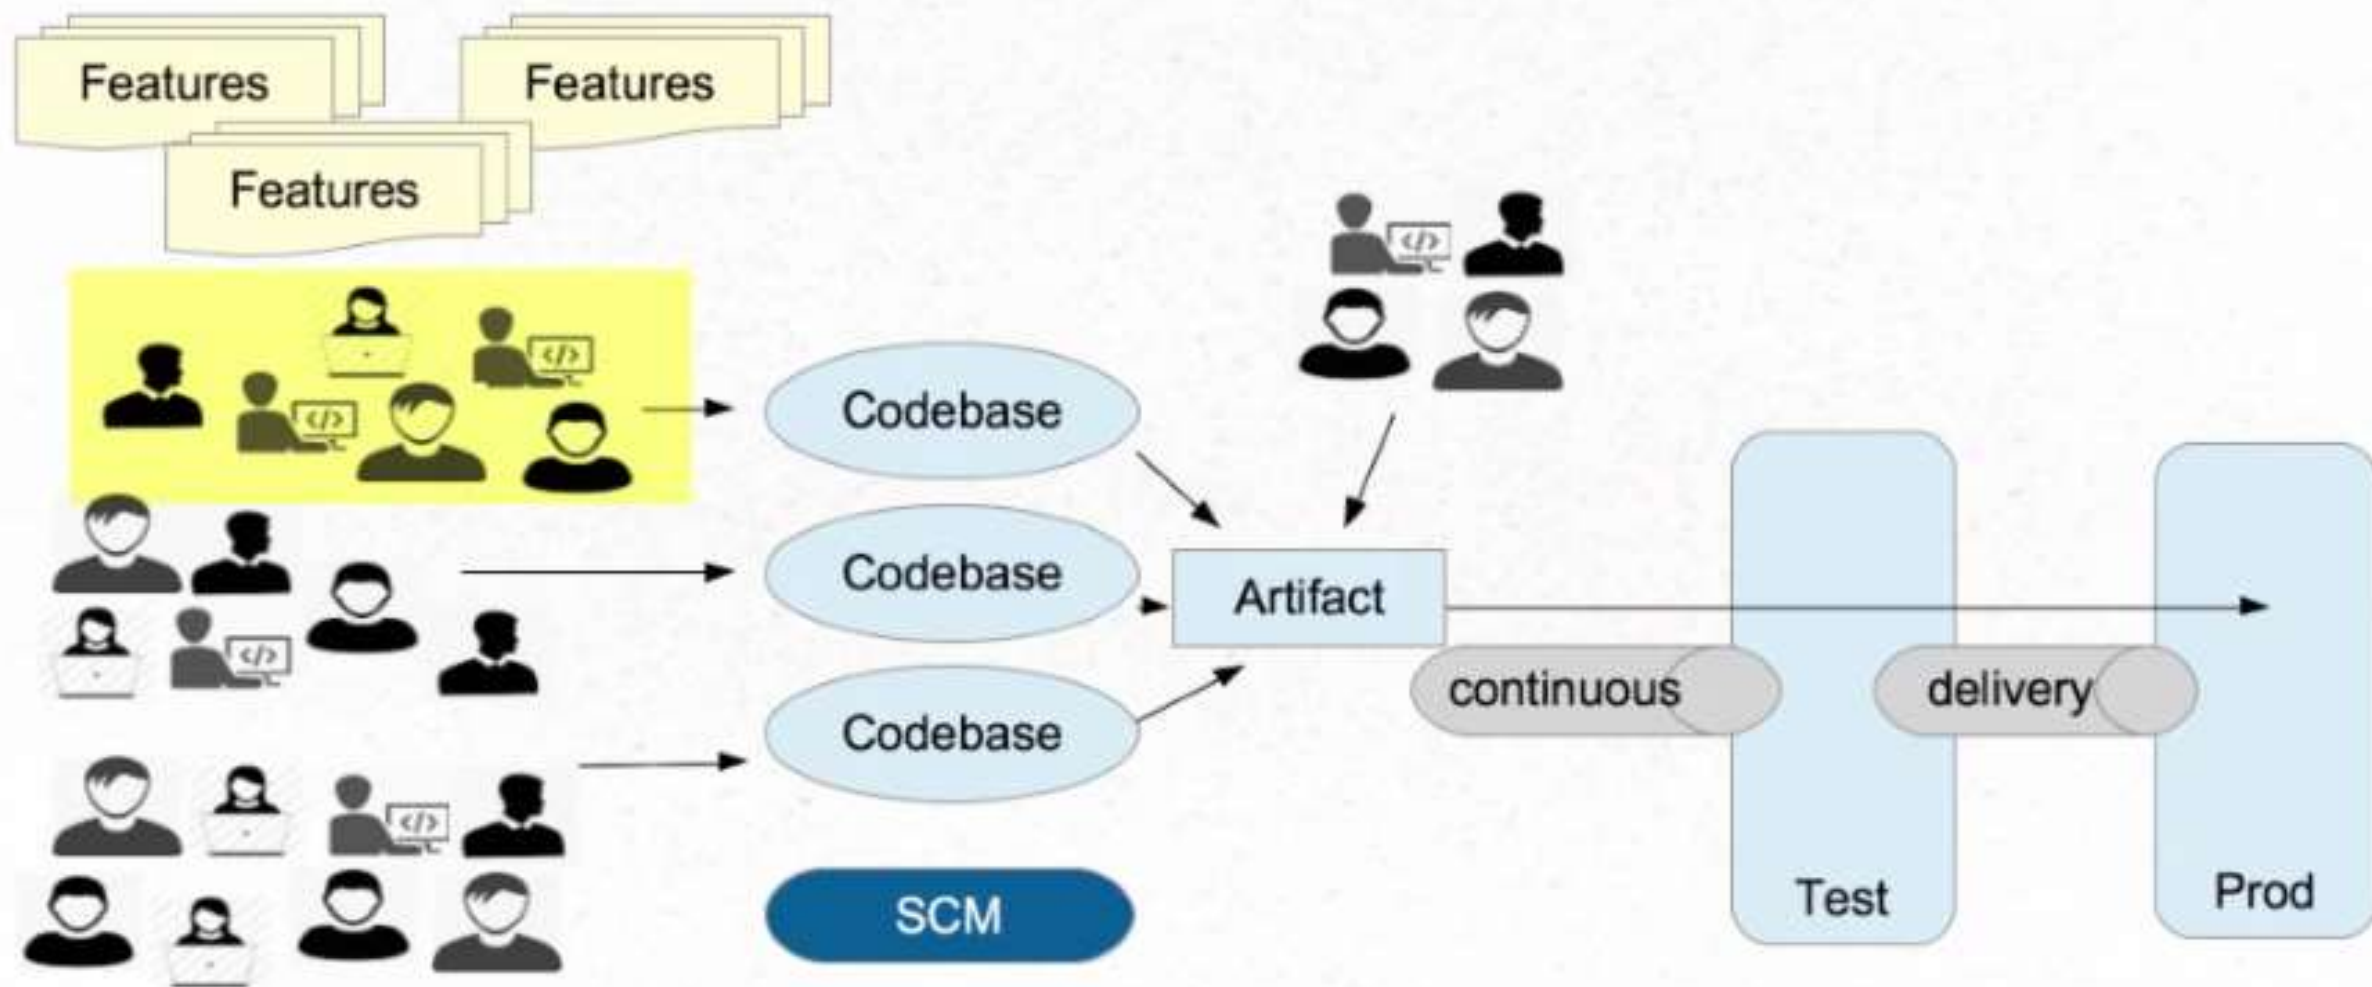 Features
Features
Features
</>
</>
</>
Codebase
Codebase
Artifact
</>
continuous
delivery
Codebase
</>
SCM
Test
Prod